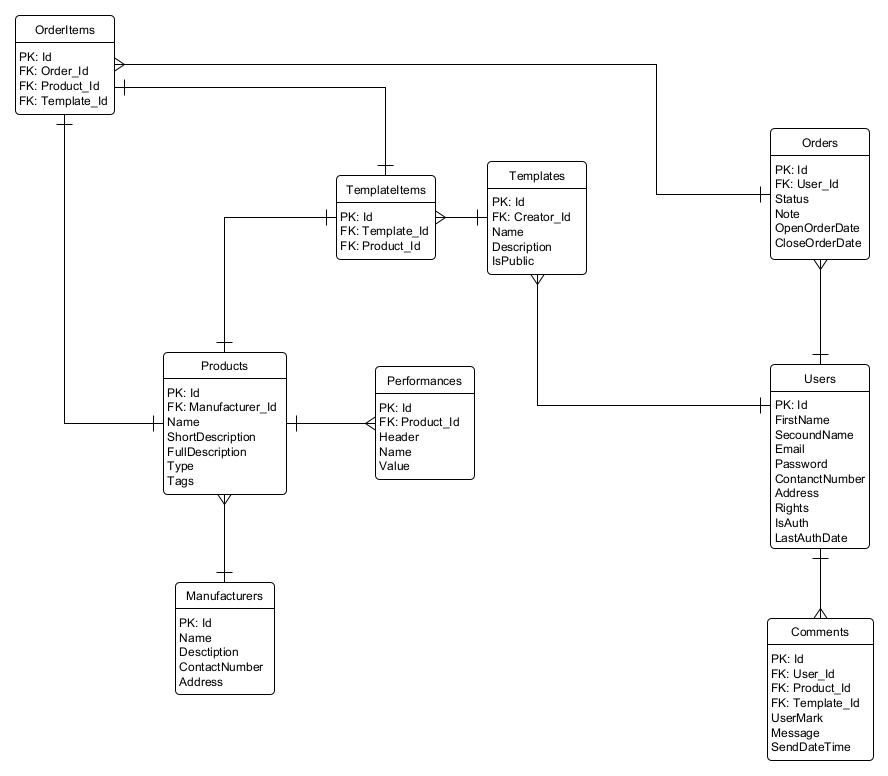 OrderItems
PK: Id
FK: Order_Id
FK: Product_Id
FK: Template_Id
Orders
PK: Id
FK: User_Id
Status
Note
OpenOrderDate
CloseOrderDate
TemplateItems
PK: Id
FK: Template_Id
FK: Product_Id
Templates
PK: Id
FK: Creator_Id
Name
Description
IsPublic
Products
PK: Id
FK: Manufacturer_Id
Name
ShortDescription
FullDescription
Type
Tags
Performances
PK: Id
FK: Product_Id
Header
Name
Value
Users
PK: Id
FirstName
SecoundName
Email
Password
ContanctNumber
Address
Rights
IsAuth
LastAuthDate
Manufacturers
PK: Id
Name
Desctiption
ContactNumber
Address
Comments
PK: Id
FK: User_Id
FK: Product_Id
FK: Template_Id
UserMark
Message
SendDateTime